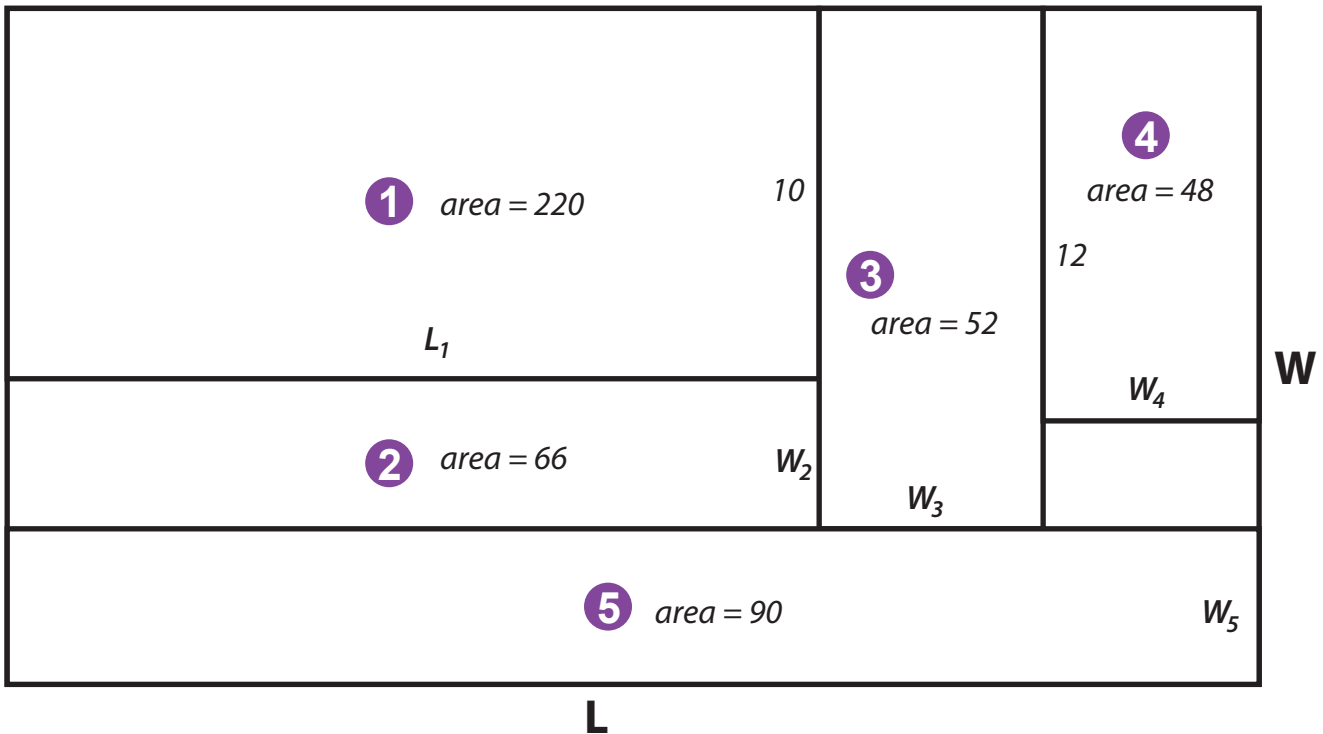 4
1 area = 220
10
area = 48
12
3
area = 52
L1
W
W4
2 area = 66
W2
W3
5 area = 90
W5
L